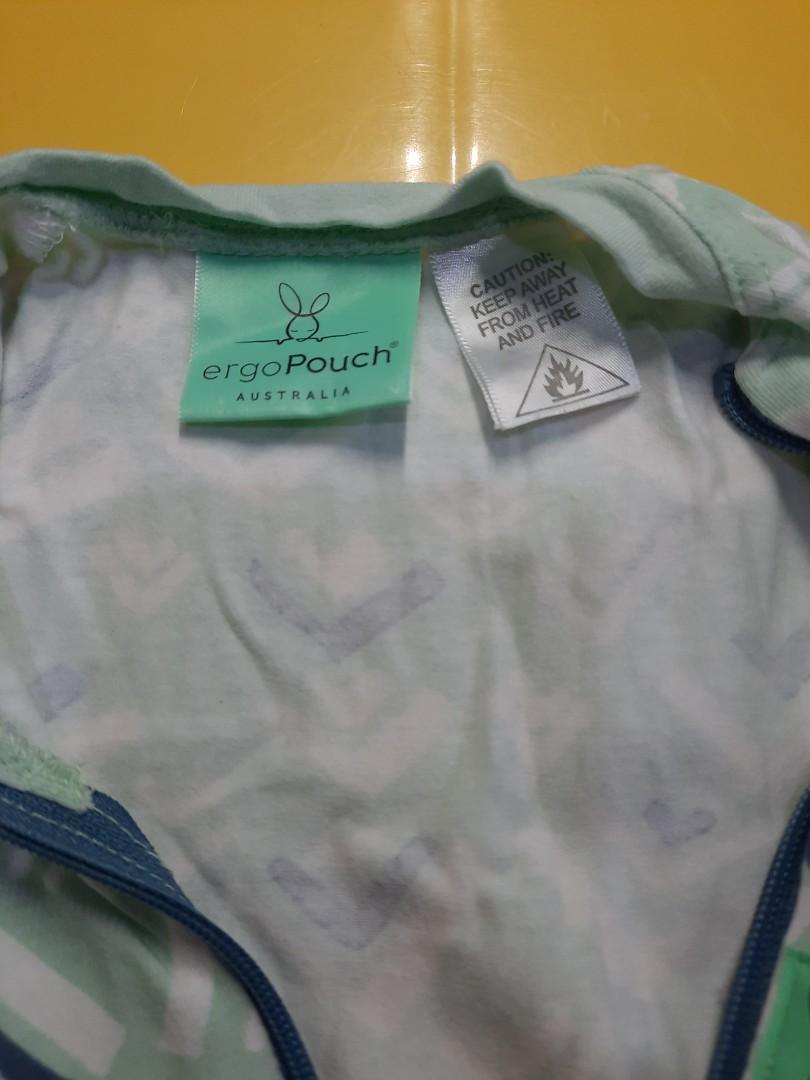 ergoPouch®
AUSTRALIA
CAUTION:
KEEP AWAY
FROM HEAT
AND FIRE